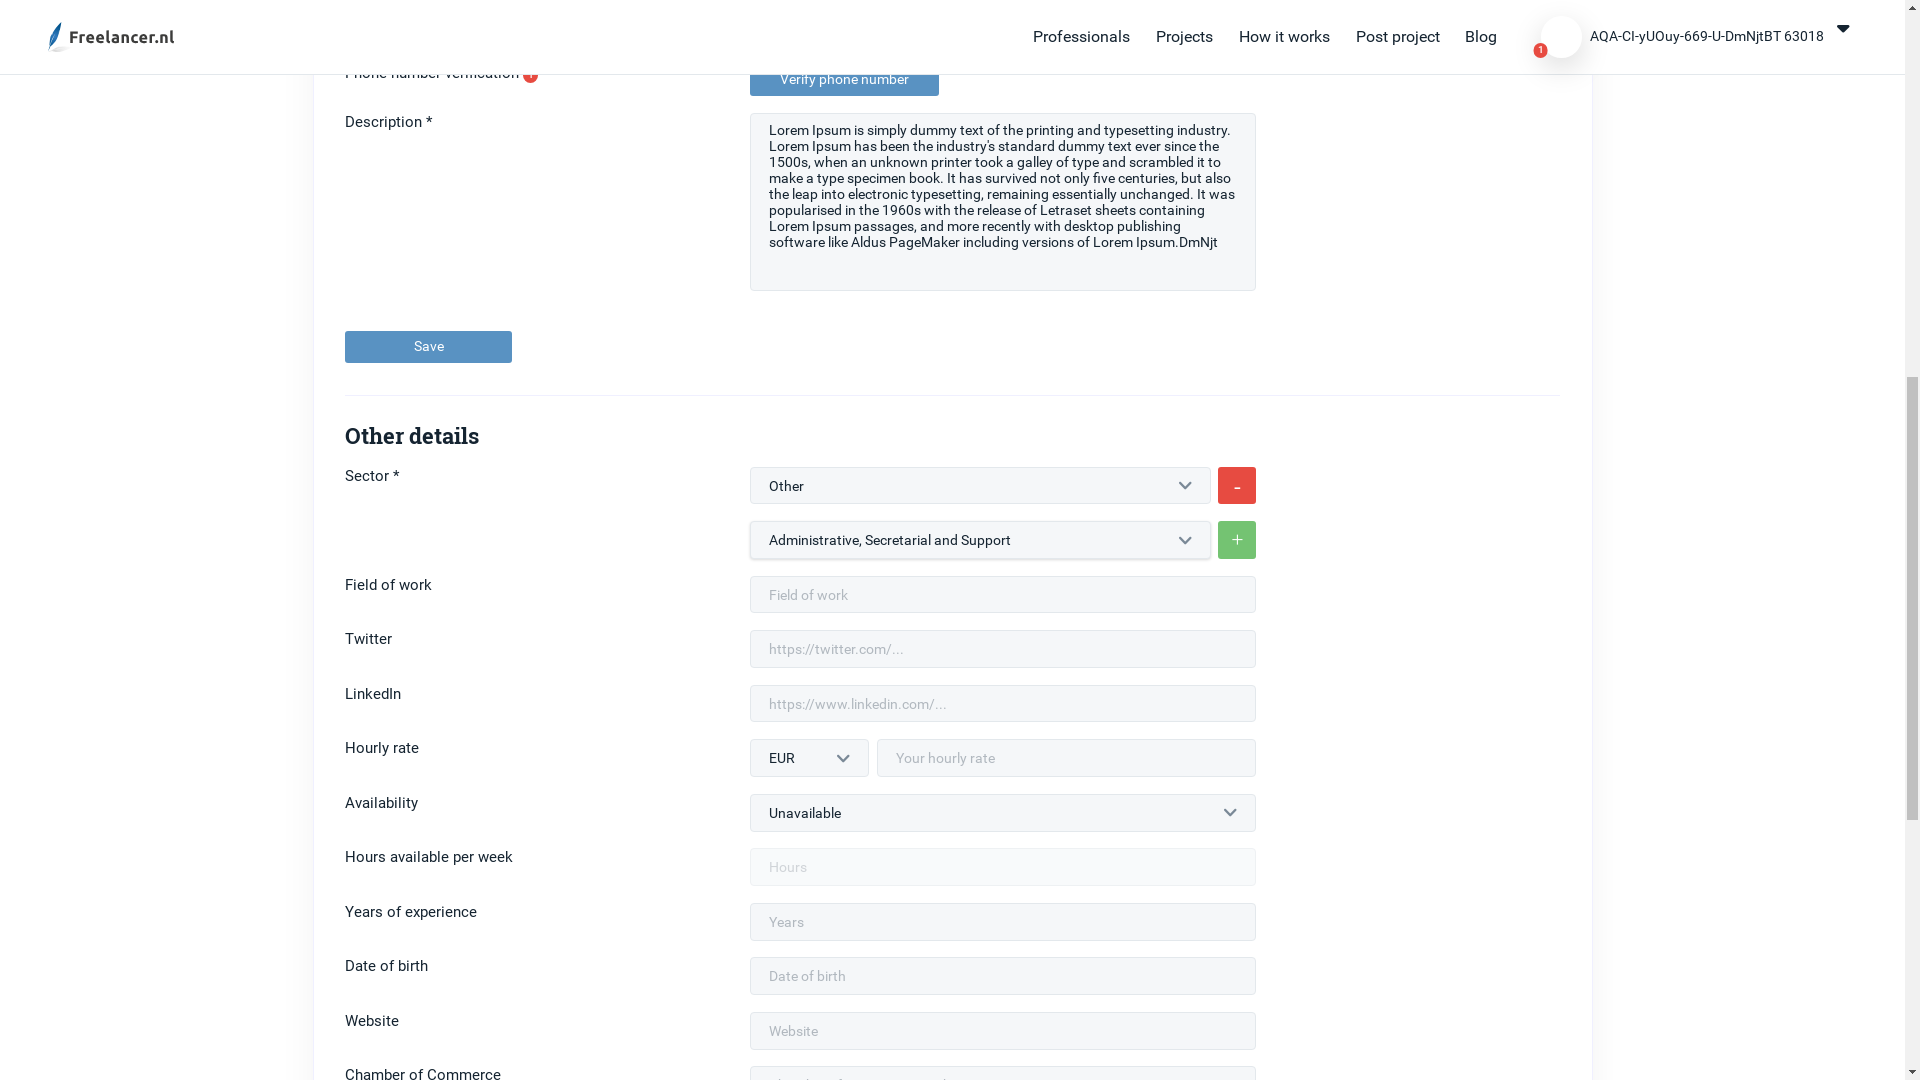 Freelancer.nl
Professionals
Projects
How it works
Post project
Blog
1
AQA-CI-yUOuy-669-U-DmNjtBT 63018
Phone number verification
Verify phone number
Description *
Lorem Ipsum is simply dummy text of the printing and typesetting industry.
Lorem Ipsum has been the industry's standard dummy text ever since the
1500s, when an unknown printer took a galley of type and scrambled it to
make a type specimen book. It has survived not only five centuries, but also
the leap into electronic typesetting, remaining essentially unchanged. It was
popularised in the 1960s with the release of Letraset sheets containing
Lorem Ipsum passages, and more recently with desktop publishing
software like Aldus PageMaker including versions of Lorem Ipsum.DmNjt
Save
Other details
Sector *
Other
-
Administrative, Secretarial and Support
+
Field of work
Field of work
Twitter
https://twitter.com/...
LinkedIn
https://www.linkedin.com/...
Hourly rate
EUR
Your hourly rate
Availability
Unavailable
Hours available per week
Hours
Years of experience
Years
Date of birth
Date of birth
Website
Website
Chamber of Commerce